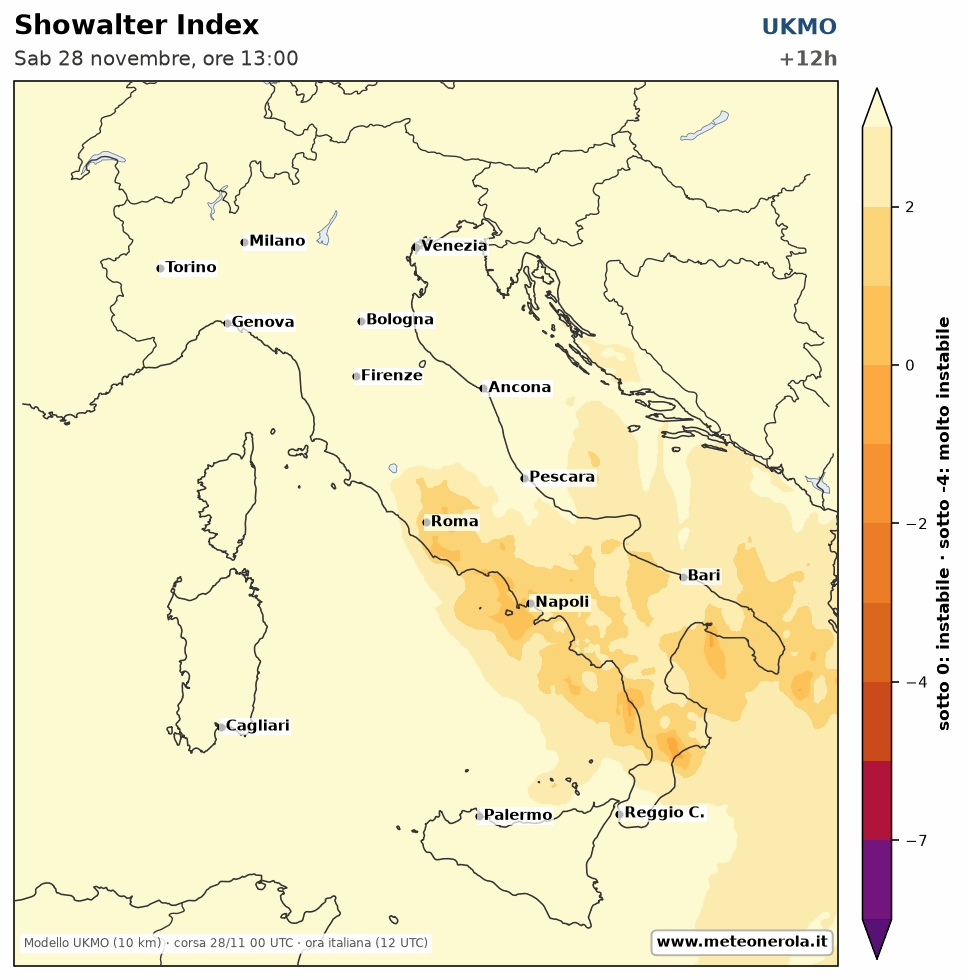 Showalter Index
UKMO
Sab 28 novembre, ore 13:00
+12h
Milano
Venezia
Torino
Genova
Bologna
Firenze
Ancona
Pescara
Roma
Bari
Napoli
Cagliari
Palermo
Reggio C.
2
0
−2
−4
−7
sotto 0: instabile · sotto -4: molto instabile
Modello UKMO (10 km) · corsa 28/11 00 UTC · ora italiana (12 UTC)
www.meteonerola.it